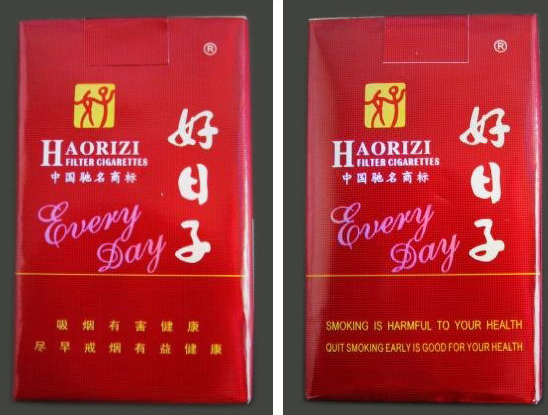 ®
好日子
HAORIZI
FILTER CIGARETTES
中国驰名商标
Every
Day
吸烟有害健康
尽早戒烟有益健康
®
好日子
HAORIZI
FILTER CIGARETTES
中国驰名商标
Every
Day
SMOKING IS HARMFUL TO YOUR HEALTH
QUIT SMOKING EARLY IS GOOD FOR YOUR HEALTH